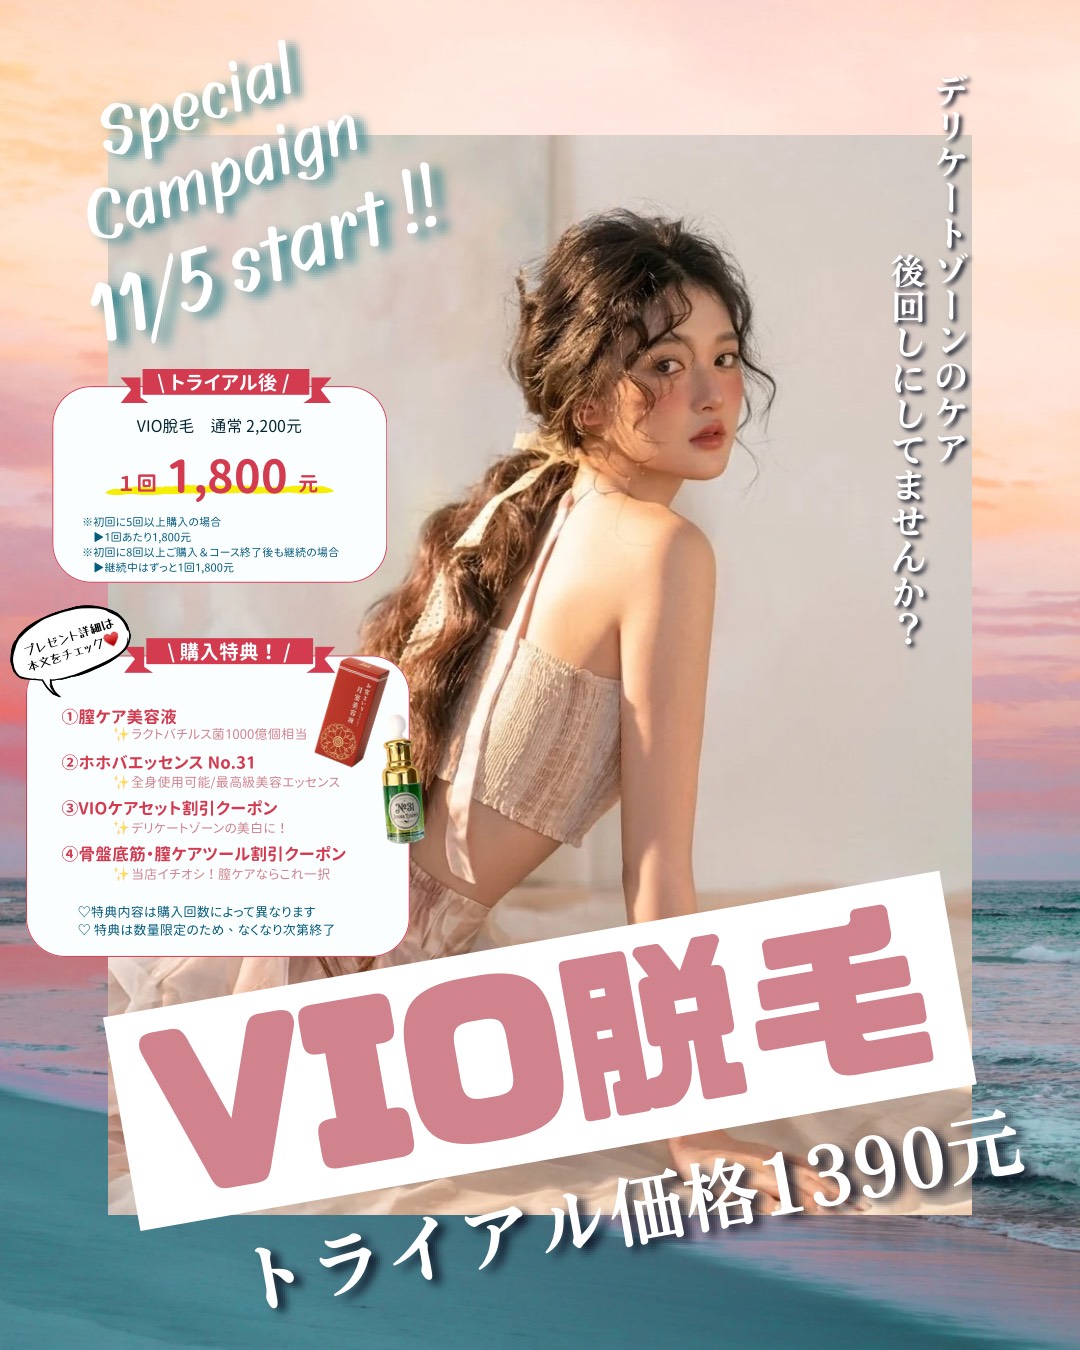 Special
Campaign
11/5 start !!
デリケートゾーンのケア
後回しにしてませんか？
\ トライアル後 /
VIO脱毛　通常 2,200元
１回 1,800 元
※初回に5回以上購入の場合
▶1回あたり1,800元
※初回に8回以上ご購入＆コース終了後も継続の場合
▶継続中はずっと1回1,800元
プレゼント詳細は
本文をチェック❤️
\ 購入特典！ /
①膣ケア美容液
✨ラクトバチルス菌1000億個相当
②ホホバエッセンス No.31
✨全身使用可能/最高級美容エッセンス
③VIOケアセット割引クーポン
✨デリケートゾーンの美白に！
④骨盤底筋・膣ケアツール割引クーポン
✨当店イチオシ！膣ケアならこれ一択
♡特典内容は購入回数によって異なります
♡ 特典は数量限定のため、なくなり次第終了
No31
VIO脱毛
トライアル価格1390元